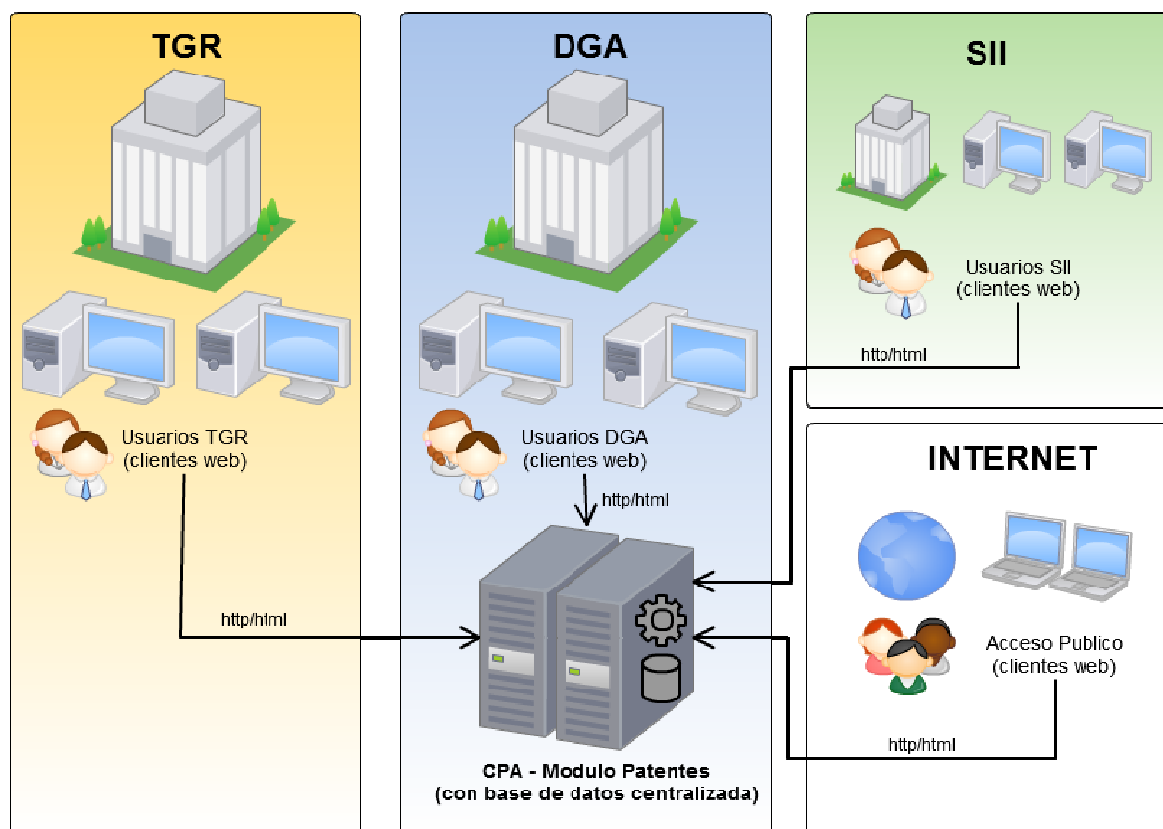 TGR
Usuarios TGR
(clientes web)
http/html
DGA
Usuarios DGA
(clientes web)
http/html
CPA - Modulo Patentes
(con base de datos centralizada)
SII
Usuarios SII
(clientes web)
http/html
INTERNET
Acceso Publico
(clientes web)
http/html